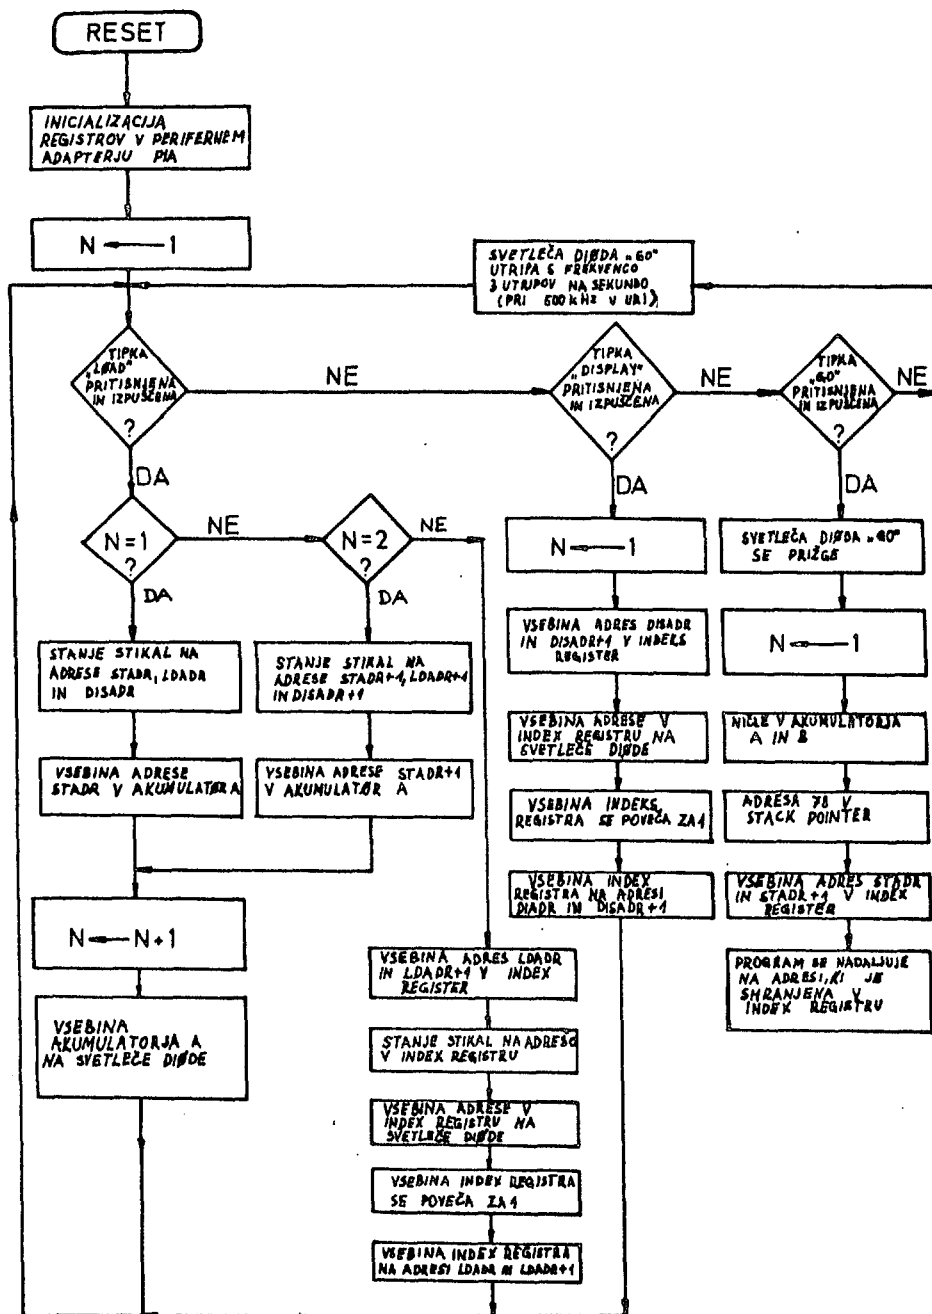 RESET
INICIALIZACIJA
REGISTROV V PERIFERNEM
ADAPTERJU PIA
N ← 1
SVETLEČA DIØDA „GO"
UTRIPA S FREKVENCO
3 UTRIPOV NA SEKUNDO
(PRI 500 kHz V URI)
TIPKA
„LØAD"
PRITISNJENA
IN IZPUŠČENA
?
NE
TIPKA
„DISPLAY"
PRITISNJENA
IN IZPUŠČENA
?
NE
TIPKA
„GO"
PRITISNJENA
IN IZPUŠČENA
?
NE
DA
DA
DA
N=1
?
NE
N=2
?
NE
DA
DA
N ← 1
SVETLEČA DIØDA „GO"
SE PRIŽGE
STANJE STIKAL NA
ADRESE STADR, LDADR
IN DISADR
STANJE STIKAL NA
ADRESE STADR+1, LDADR+1
IN DISADR+1
VSEBINA ADRES DISADR
IN DISADR+1 V INDEKS
REGISTER
N ← 1
VSEBINA ADRESE
STADR V AKUMULATØR A
VSEBINA ADRESE STADR+1
V AKUMULATØR A
VSEBINA ADRESE V
INDEX REGISTRU NA
SVETLEČE DIØDE
NIČLE V AKUMULATORJA
A IN B
VSEBINA INDEKS
REGISTRA SE POVEČA ZA 1
ADRESA 78 V
STACK POINTER
VSEBINA INDEX
REGISTRA NA ADRESI
DIADR IN DISADR+1
VSEBINA ADRES STADR
IN STADR+1 V INDEX
REGISTER
N ← N+1
VSEBINA ADRES LDADR
IN LDADR+1 V INDEX
REGISTER
PROGRAM SE NADALJUJE
NA ADRESI, KI JE
SHRANJENA V
INDEX REGISTRU
VSEBINA
AKUMULATORJA A
NA SVETLEČE DIØDE
STANJE STIKAL NA ADRESO
V INDEX REGISTRU
VSEBINA ADRESE V
INDEX REGISTRU NA
SVETLEČE DIØDE
VSEBINA INDEX REGISTRA
SE POVEČA ZA 1
VSEBINA INDEX REGISTRA
NA ADRESI LDADR IN LDADR+1